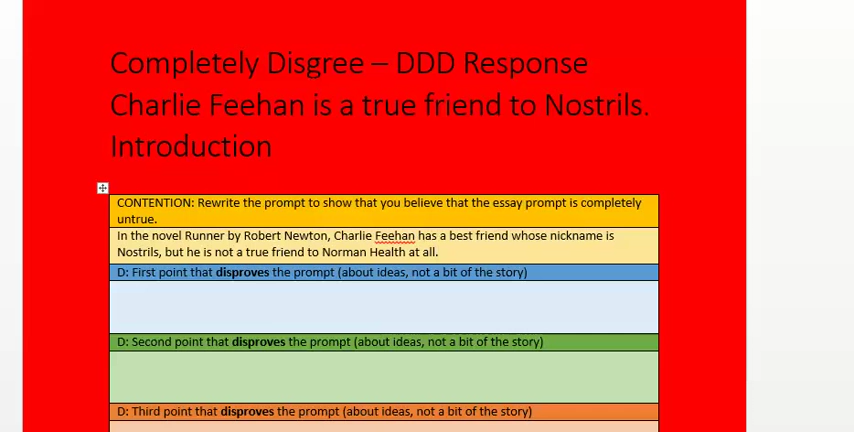 Completely Disgree – DDD Response
Charlie Feehan is a true friend to Nostrils.
Introduction
CONTENTION: Rewrite the prompt to show that you believe that the essay prompt is completely
untrue.
In the novel Runner by Robert Newton, Charlie Feehan has a best friend whose nickname is
Nostrils, but he is not a true friend to Norman Health at all.
D: First point that disproves the prompt (about ideas, not a bit of the story)
D: Second point that disproves the prompt (about ideas, not a bit of the story)
D: Third point that disproves the prompt (about ideas, not a bit of the story)